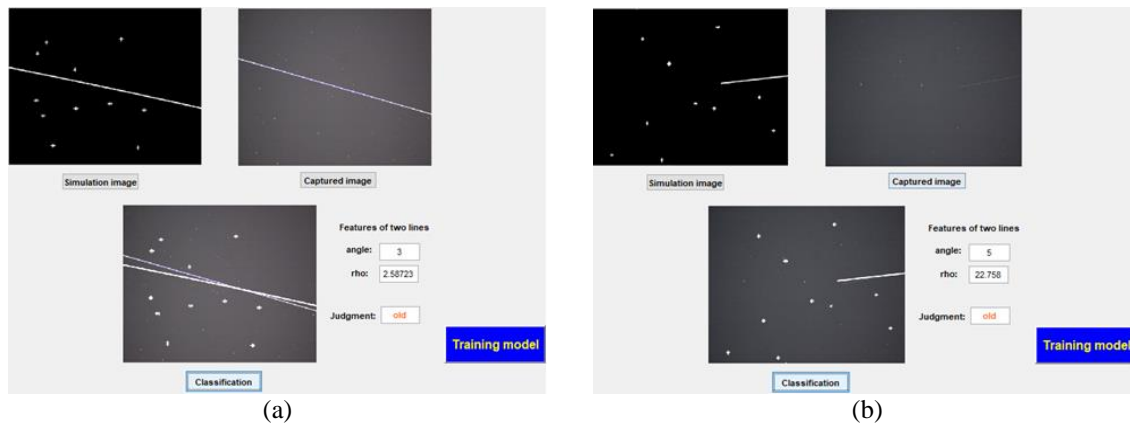 Simulation image
Captured image
Features of two lines
angle: 3
rho: 2.58723
Judgment: old
Training model
Classification
(a)
Simulation image
Captured image
Features of two lines
angle: 5
rho: 22.758
Judgment: old
Training model
Classification
(b)